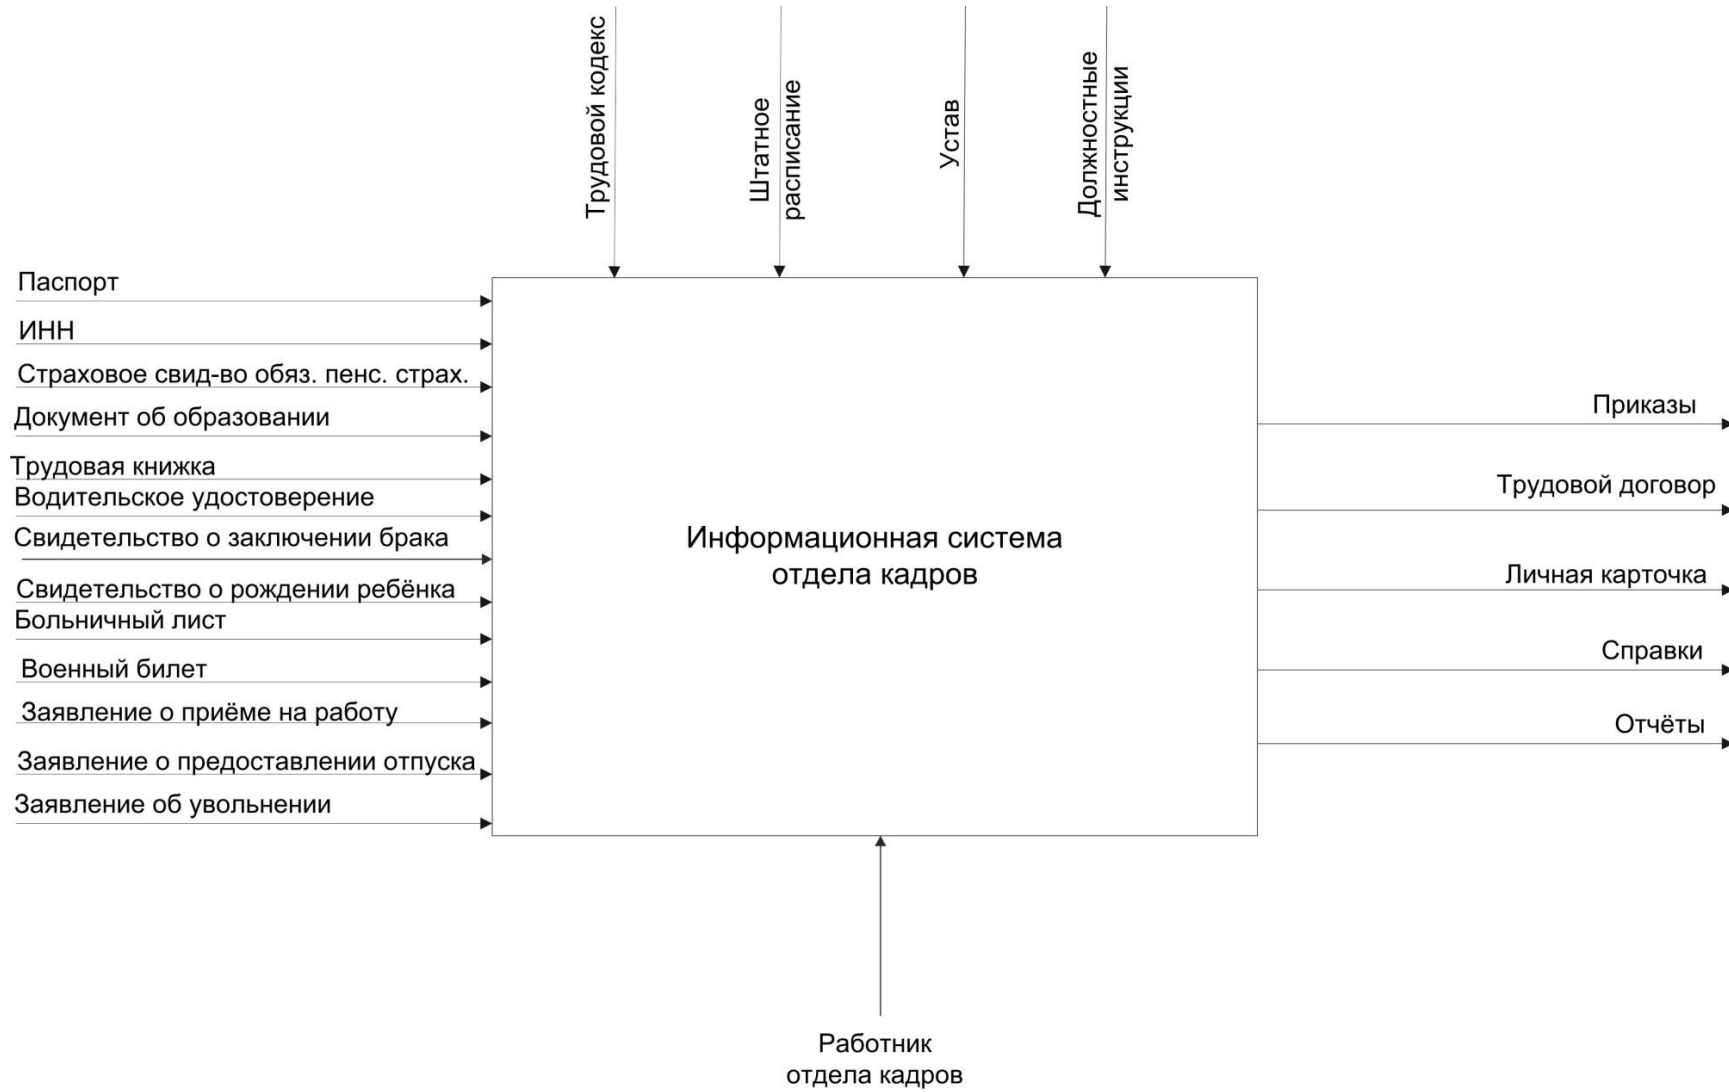 Трудовой кодекс
Штатное
расписание
Устав
Должностные
инструкции
Паспорт
ИНН
Страховое свид-во обяз. пенс. страх.
Документ об образовании
Трудовая книжка
Водительское удостоверение
Свидетельство о заключении брака
Свидетельство о рождении ребёнка
Больничный лист
Военный билет
Заявление о приёме на работу
Заявление о предоставлении отпуска
Заявление об увольнении
Информационная система
отдела кадров
Приказы
Трудовой договор
Личная карточка
Справки
Отчёты
Работник
отдела кадров